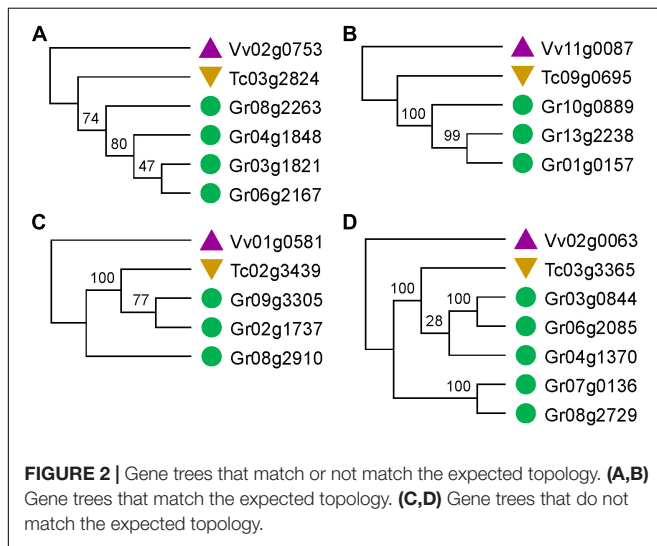 A
Vv02g0753
Tc03g2824
74
Gr08g2263
80
Gr04g1848
47
Gr03g1821
Gr06g2167
B
Vv11g0087
Tc09g0695
100
Gr10g0889
99
Gr13g2238
Gr01g0157
C
Vv01g0581
100
Tc02g3439
77
Gr09g3305
Gr02g1737
Gr08g2910
D
Vv02g0063
100
Tc03g3365
100
Gr03g0844
28
Gr06g2085
Gr04g1370
100
Gr07g0136
Gr08g2729
FIGURE 2 | Gene trees that match or not match the expected topology. (A,B)
Gene trees that match the expected topology. (C,D) Gene trees that do not
match the expected topology.